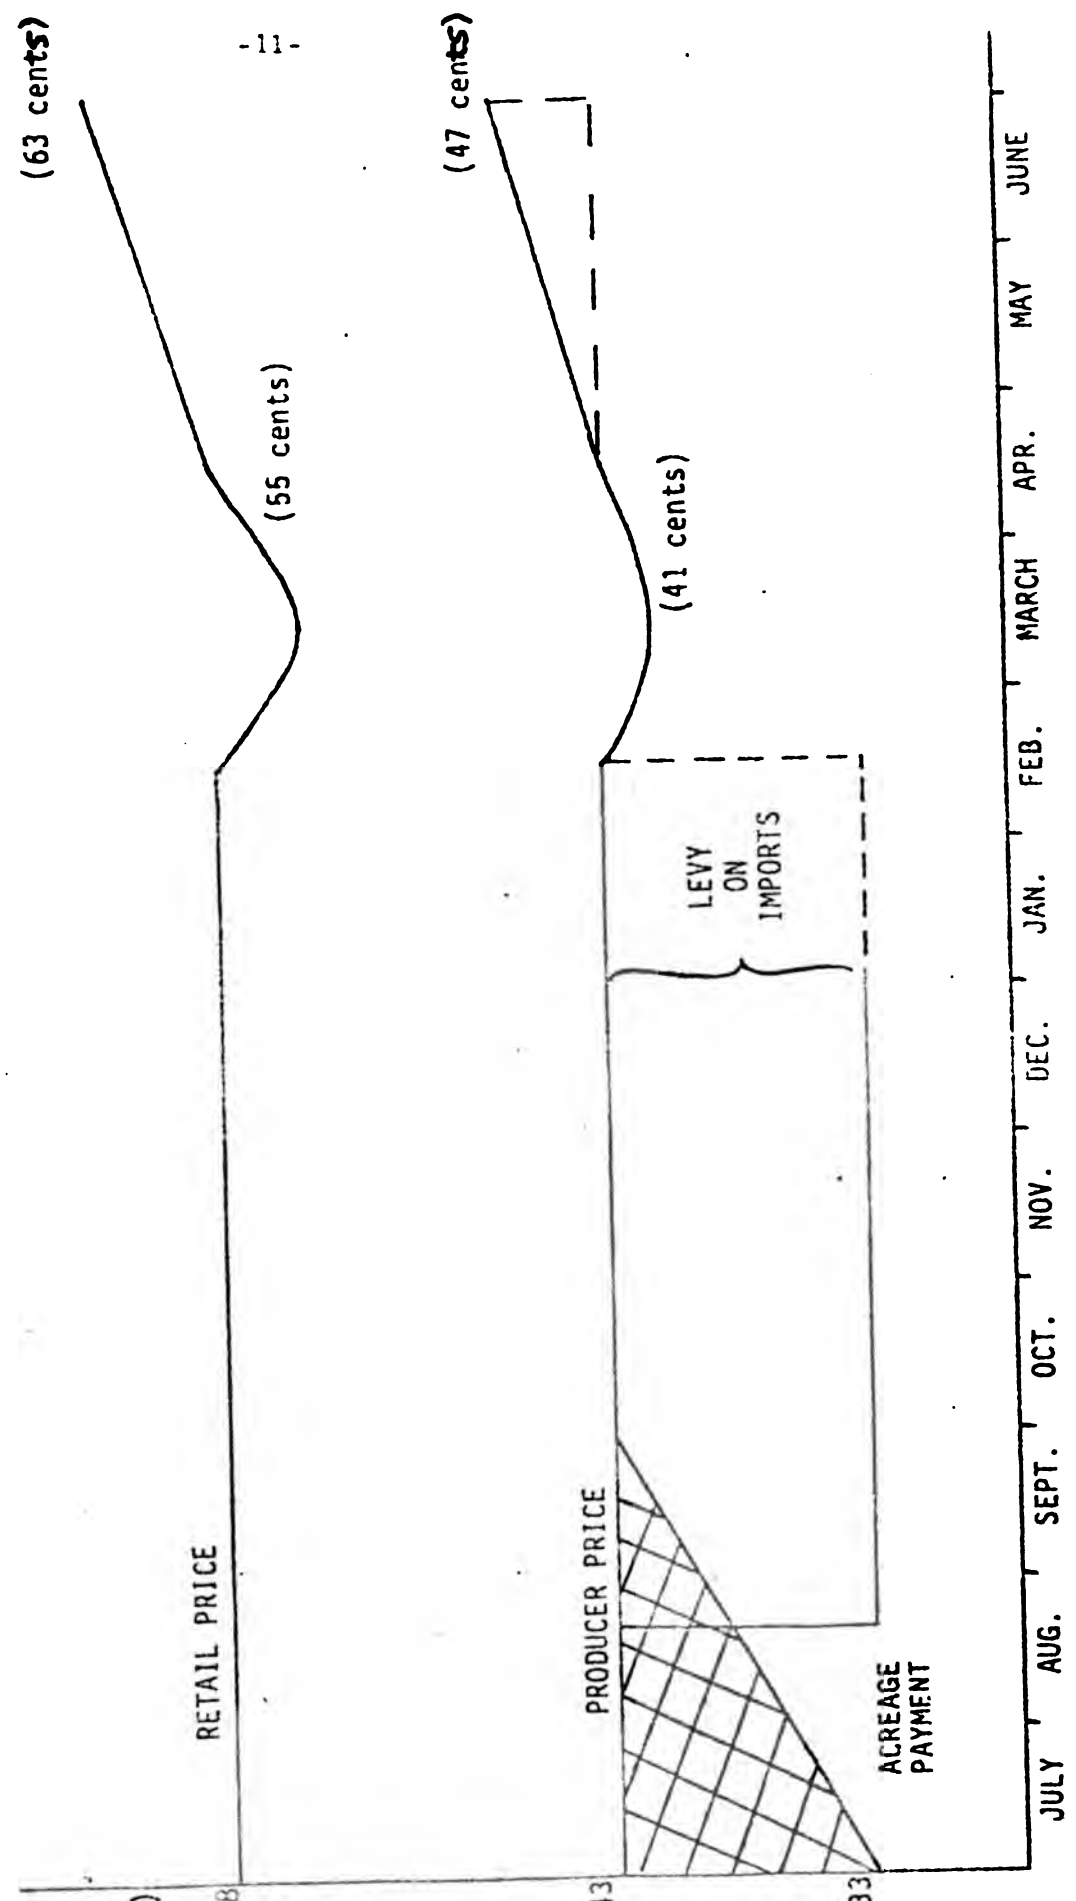 -11-
(63 cents)
(55 cents)
RETAIL PRICE
(47 cents)
(41 cents)
PRODUCER PRICE
LEVY
ON
IMPORTS
ACREAGE
PAYMENT
JULY AUG. SEPT. OCT. NOV. DEC. JAN. FEB. MARCH APR. MAY JUNE